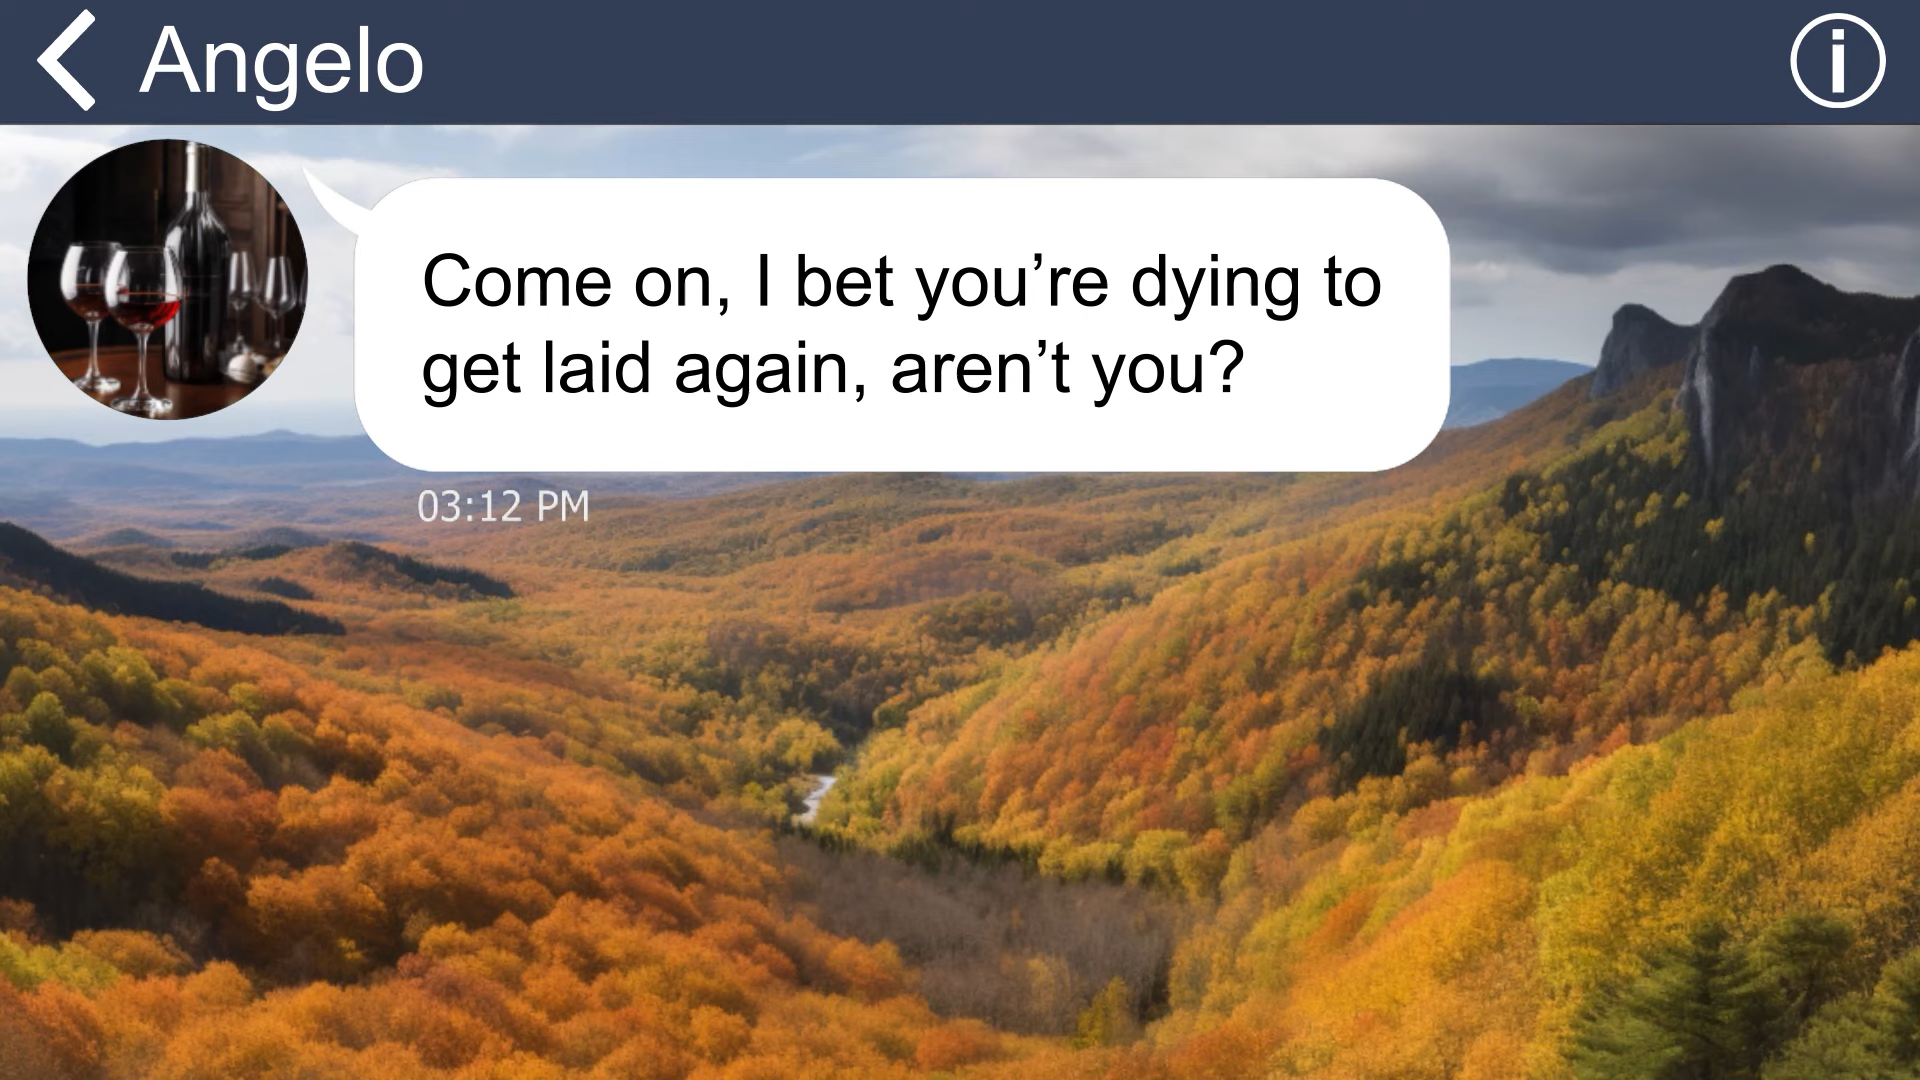 Angelo
Come on, I bet you’re dying to
get laid again, aren’t you?
03:12 PM